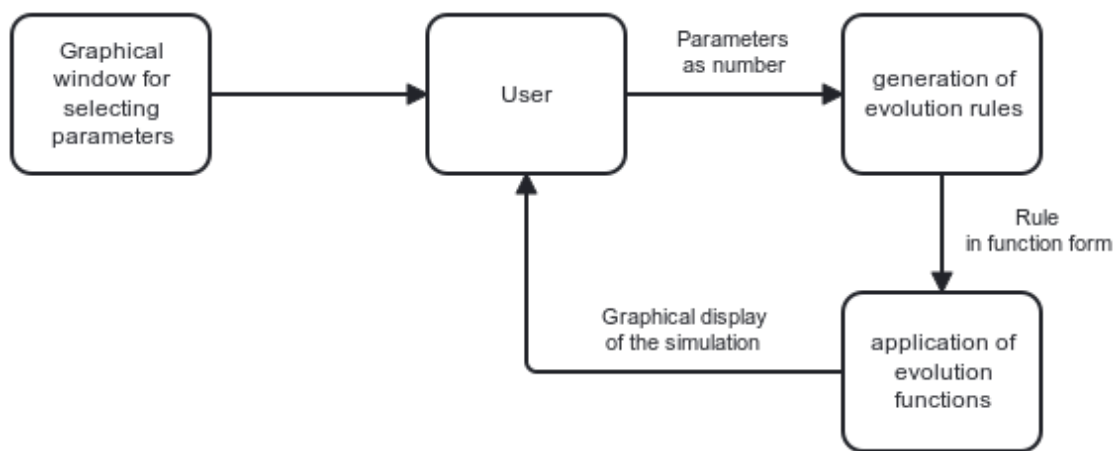 Graphical
window for
selecting
parameters
User
Parameters
as number
generation of
evolution rules
Rule
in function form
Graphical display
of the simulation
application of
evolution
functions